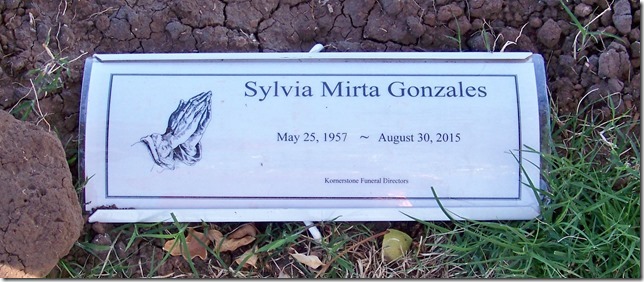 Sylvia Mirta Gonzales
May 25, 1957 ~ August 30, 2015
Kornerstone Funeral Directors